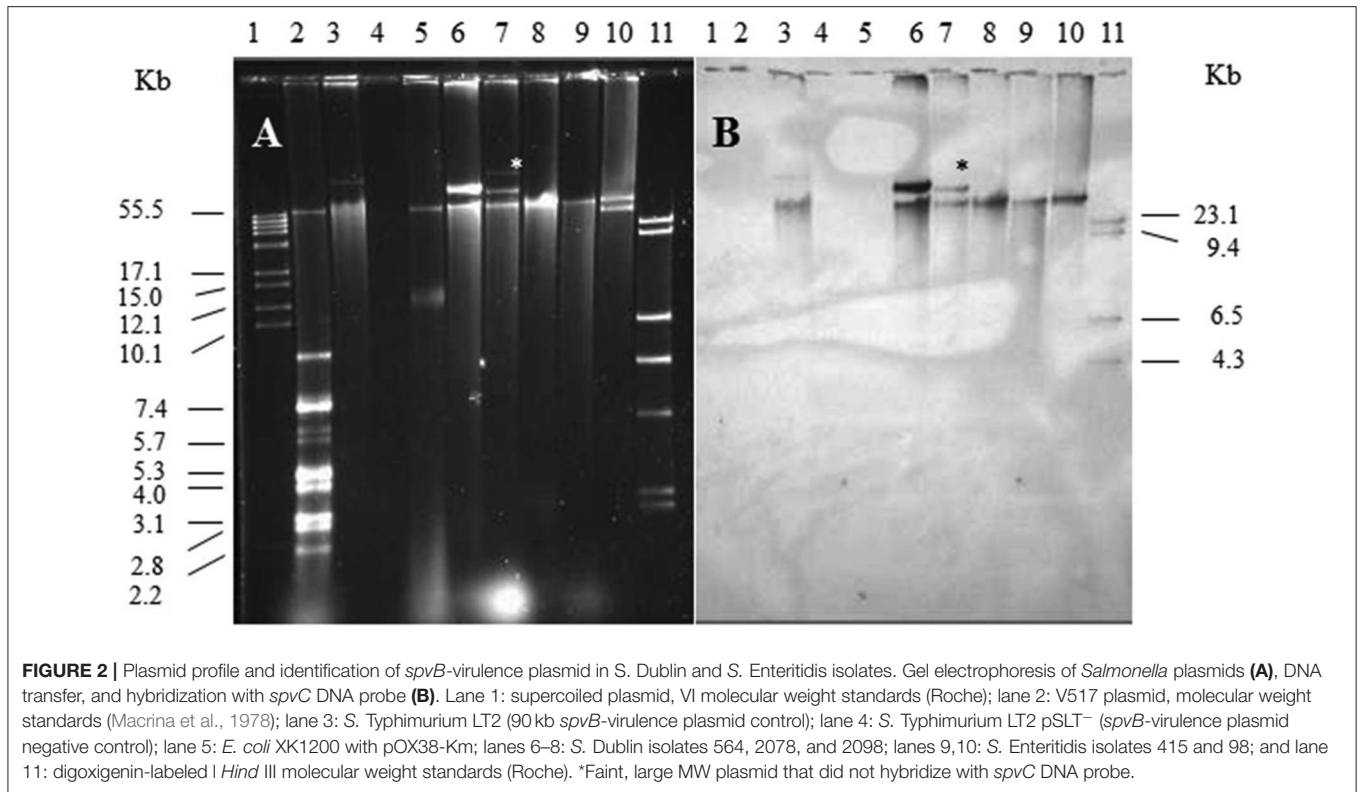 1 2 3 4 5 6 7 8 9 10 11 1 2 3 4 5 6 7 8 9 10 11
Kb
Kb
A
B
*
*
55.5
17.1
15.0
12.1
10.1
7.4
5.7
5.3
4.0
3.1
2.8
2.2
23.1
9.4
6.5
4.3
FIGURE 2 | Plasmid profile and identification of spvB-virulence plasmid in S. Dublin and S. Enteritidis isolates. Gel electrophoresis of Salmonella plasmids (A), DNA
transfer, and hybridization with spvC DNA probe (B). Lane 1: supercoiled plasmid, VI molecular weight standards (Roche); lane 2: V517 plasmid, molecular weight
standards (Macrina et al., 1978); lane 3: S. Typhimurium LT2 (90 kb spvB-virulence plasmid control); lane 4: S. Typhimurium LT2 pSLT⁻ (spvB-virulence plasmid
negative control); lane 5: E. coli XK1200 with pOX38-Km; lanes 6–8: S. Dublin isolates 564, 2078, and 2098; lanes 9,10: S. Enteritidis isolates 415 and 98; and lane
11: digoxigenin-labeled l Hind III molecular weight standards (Roche). *Faint, large MW plasmid that did not hybridize with spvC DNA probe.